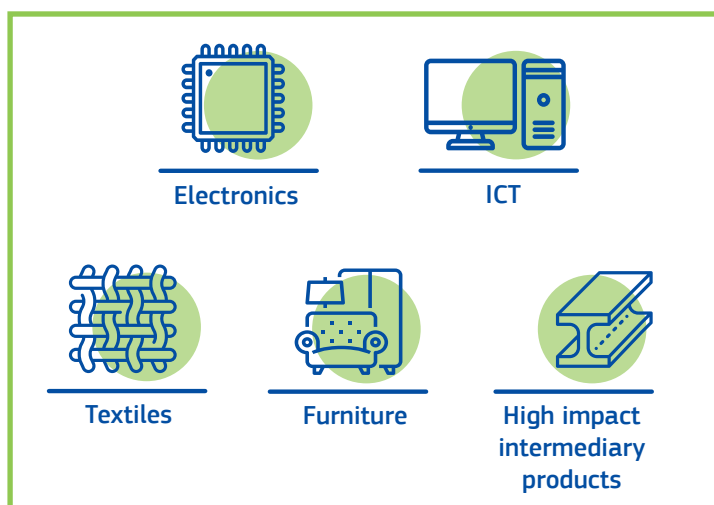 Electronics
ICT
Textiles
Furniture
High impact
intermediary
products